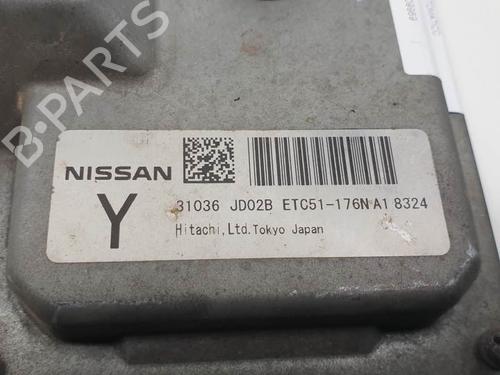 B-PARTS
NISSAN
Y
31036 JD02B ETC51-176N A1 8324
Hitachi,Ltd.Tokyo Japan